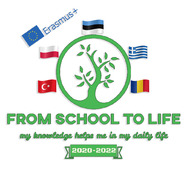 Erasmus+
FROM SCHOOL TO LIFE
my knowledge helps me in my daily life
2020-2022